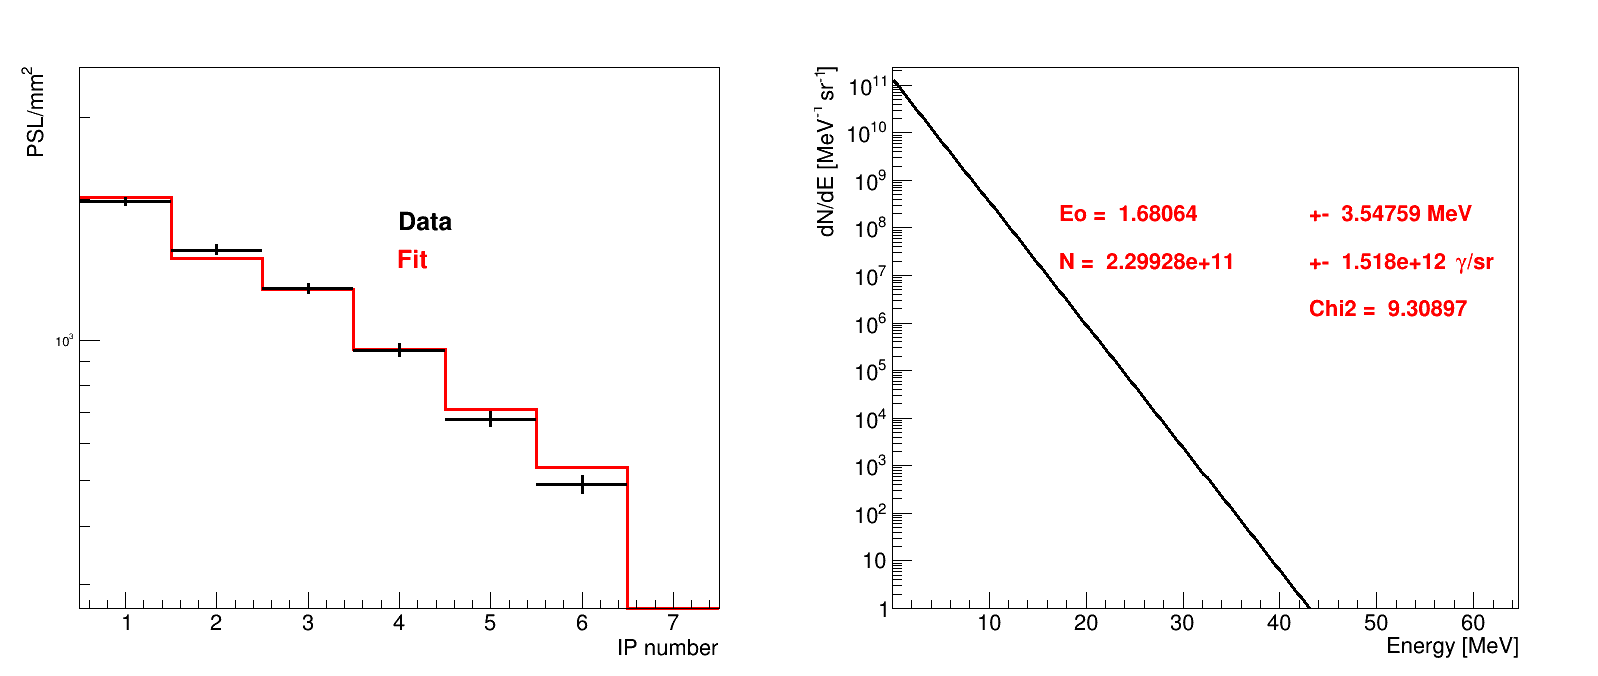 PSL/mm²
Data
Fit
10³
1 2 3 4 5 6 7
IP number
dN/dE [MeV⁻¹ sr⁻¹]
10¹¹
10¹⁰
10⁹
10⁸
10⁷
10⁶
10⁵
10⁴
10³
10²
10
1
Eo = 1.68064 +- 3.54759 MeV
N = 2.29928e+11 +- 1.518e+12 γ/sr
Chi2 = 9.30897
10 20 30 40 50 60
Energy [MeV]